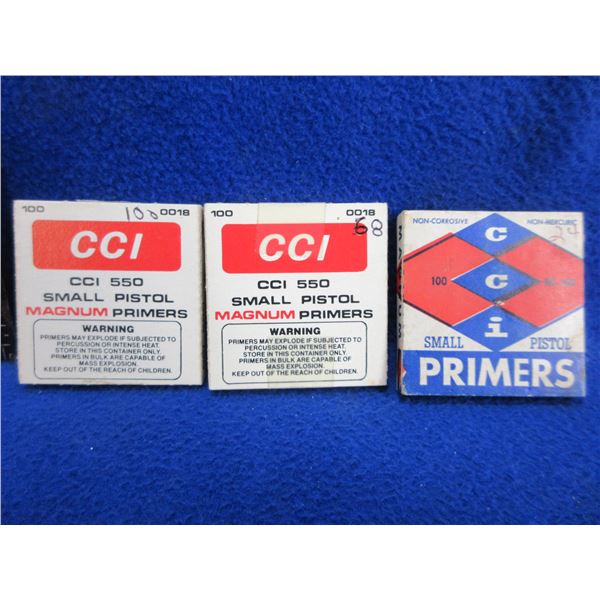 100 100 0018
CCI
CCI 550
SMALL PISTOL
MAGNUM PRIMERS
WARNING
PRIMERS MAY EXPLODE IF SUBJECTED TO
PERCUSSION OR INTENSE HEAT.
STORE IN THIS CONTAINER ONLY.
PRIMERS IN BULK ARE CAPABLE OF
MASS EXPLOSION.
KEEP OUT OF THE REACH OF CHILDREN.
100 0018
68
CCI
CCI 550
SMALL PISTOL
MAGNUM PRIMERS
WARNING
PRIMERS MAY EXPLODE IF SUBJECTED TO
PERCUSSION OR INTENSE HEAT.
STORE IN THIS CONTAINER ONLY.
PRIMERS IN BULK ARE CAPABLE OF
MASS EXPLOSION.
KEEP OUT OF THE REACH OF CHILDREN.
NON-CORROSIVE NON-MERCURIC
24
C
100 C
i
SMALL PISTOL
PRIMERS